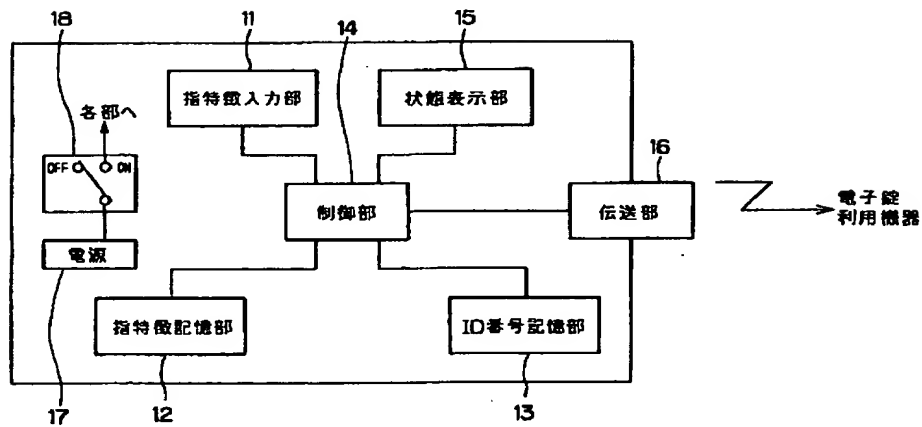 18
11
14
15
指特徴入力部
状態表示部
各部へ
OFF
ON
16
制御部
伝送部
電子錠
利用機器
電源
指特徴記憶部
ID番号記憶部
17
12
13